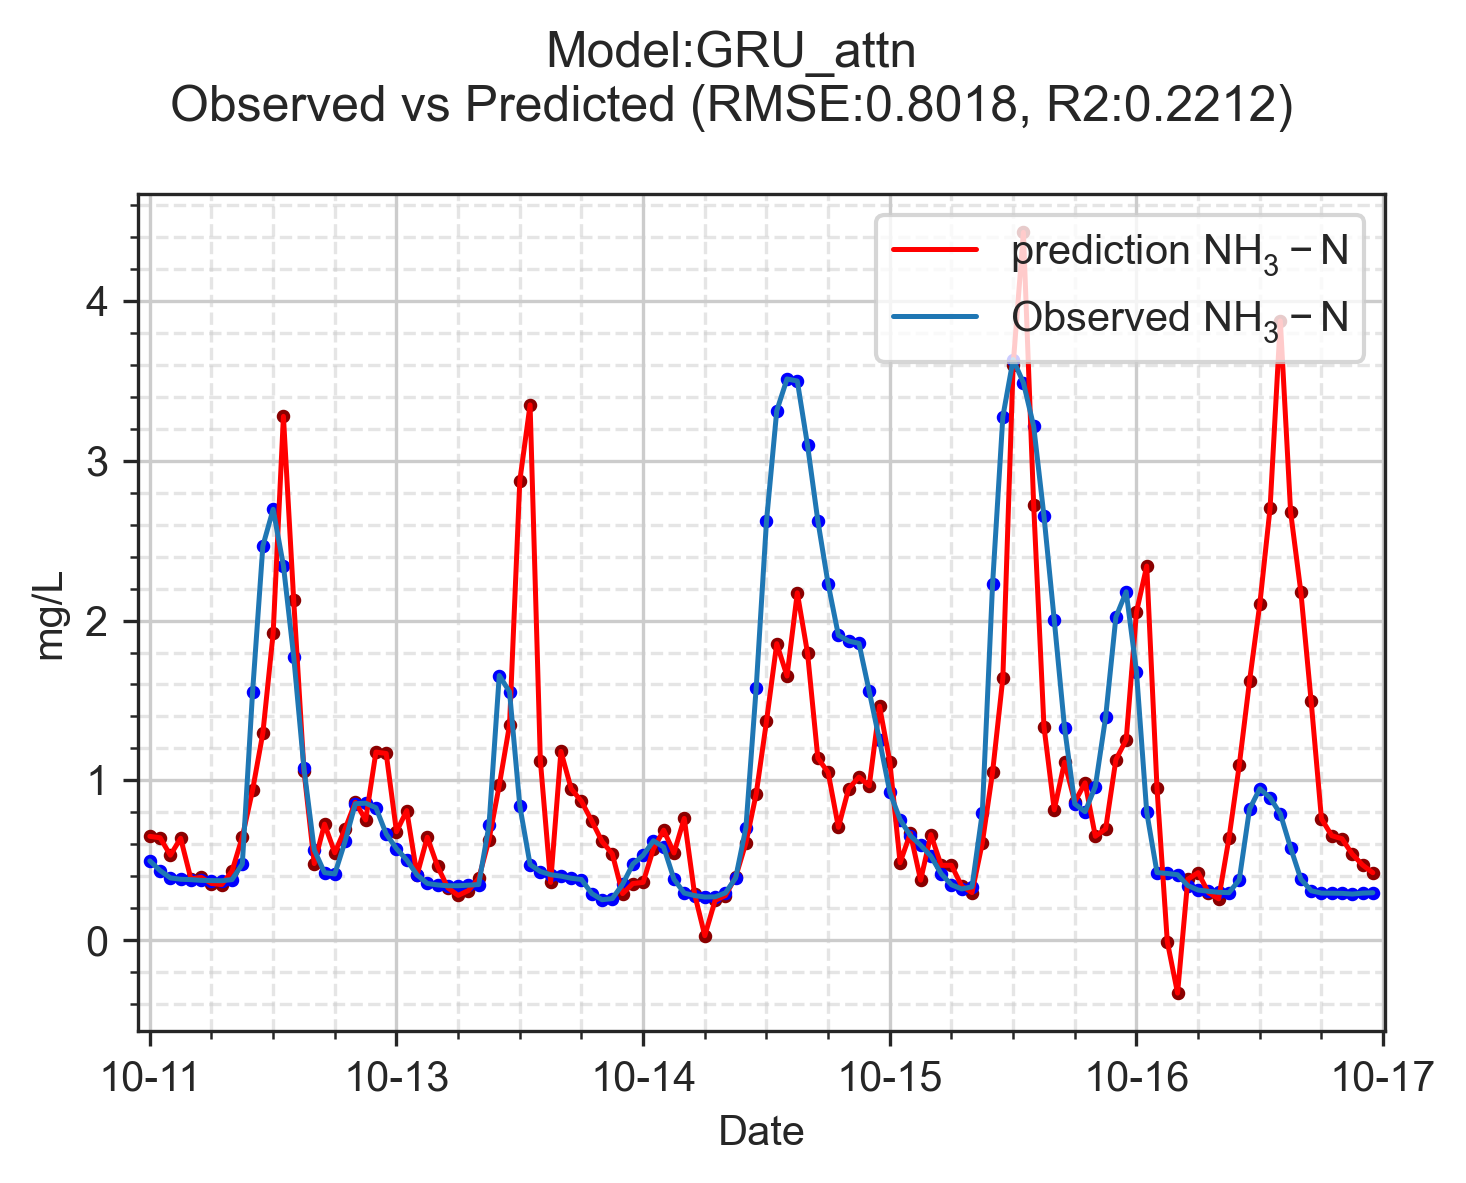 Model:GRU_attn
Observed vs Predicted (RMSE:0.8018, R2:0.2212)
prediction NH₃ − N
Observed NH₃ − N
4
3
2
1
0
mg/L
10-11 10-13 10-14 10-15 10-16 10-17
Date